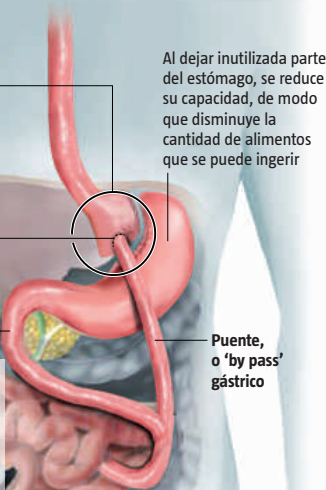 Al dejar inutilizada parte
del estómago, se reduce
su capacidad, de modo
que disminuye la
cantidad de alimentos
que se puede ingerir
Puente,
o ‘by pass’
gástrico